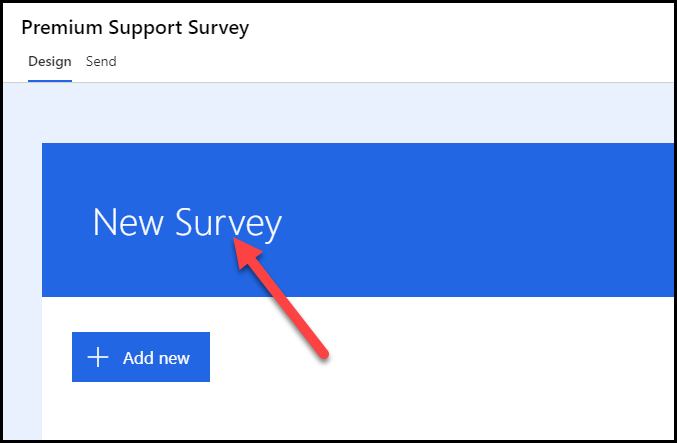 Premium Support Survey
Design Send
New Survey
Add new